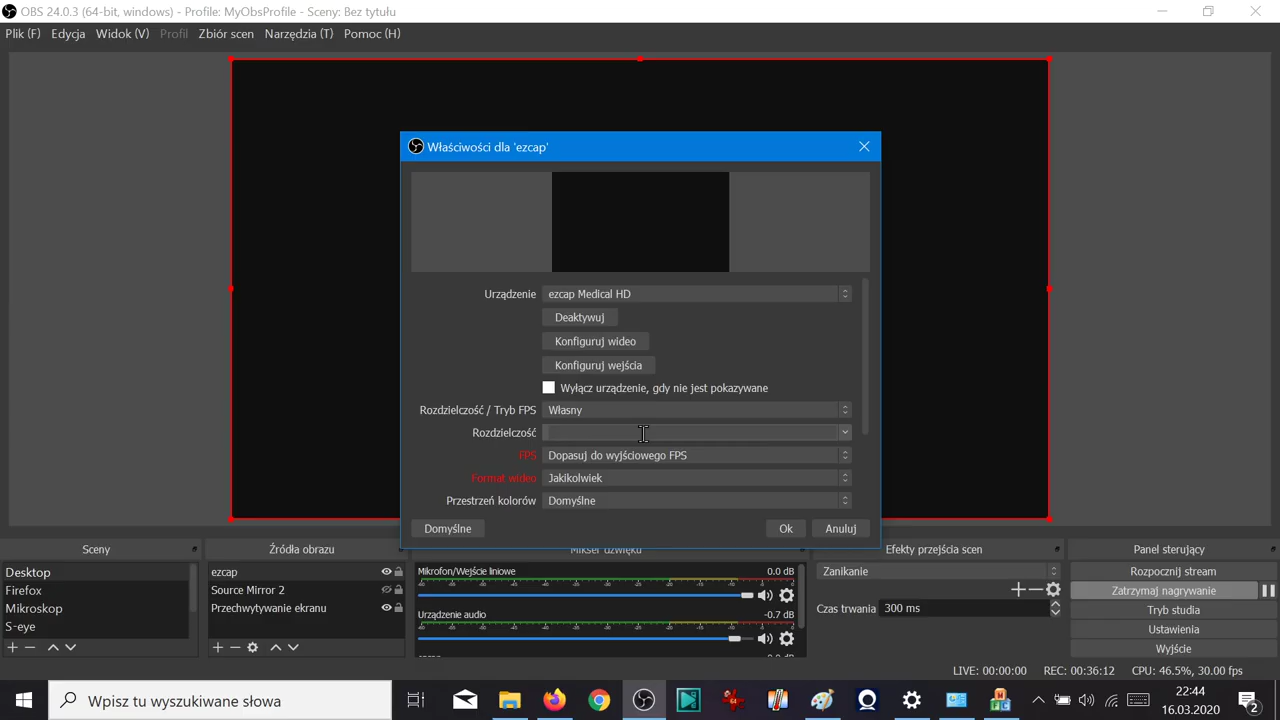 OBS 24.0.3 (64-bit, windows) - Profile: MyObsProfile - Sceny: Bez tytułu
Plik (F) Edycja Widok (V) Profil Zbiór scen Narzędzia (T) Pomoc (H)
Właściwości dla 'ezcap'
Urządzenie ezcap Medical HD
Deaktywuj
Konfiguruj wideo
Konfiguruj wejścia
Wyłącz urządzenie, gdy nie jest pokazywane
Rozdzielczość / Tryb FPS Własny
Rozdzielczość
FPS Dopasuj do wyjściowego FPS
Format wideo Jakikolwiek
Przestrzeń kolorów Domyślne
Domyślne Ok Anuluj
Sceny
Desktop
Firefox
Mikroskop
S-eye
Źródła obrazu
ezcap
Source Mirror 2
Przechwytywanie ekranu
Mikser dźwięku
Mikrofon/Wejście liniowe 0.0 dB
Urządzenie audio -0.7 dB
Efekty przejścia scen
Zanikanie
Czas trwania 300 ms
Panel sterujący
Rozpocznij stream
Zatrzymaj nagrywanie
Tryb studia
Ustawienia
Wyjście
LIVE: 00:00:00 REC: 00:36:12 CPU: 46.5%, 30.00 fps
Wpisz tu wyszukiwane słowa
22:44
16.03.2020
2